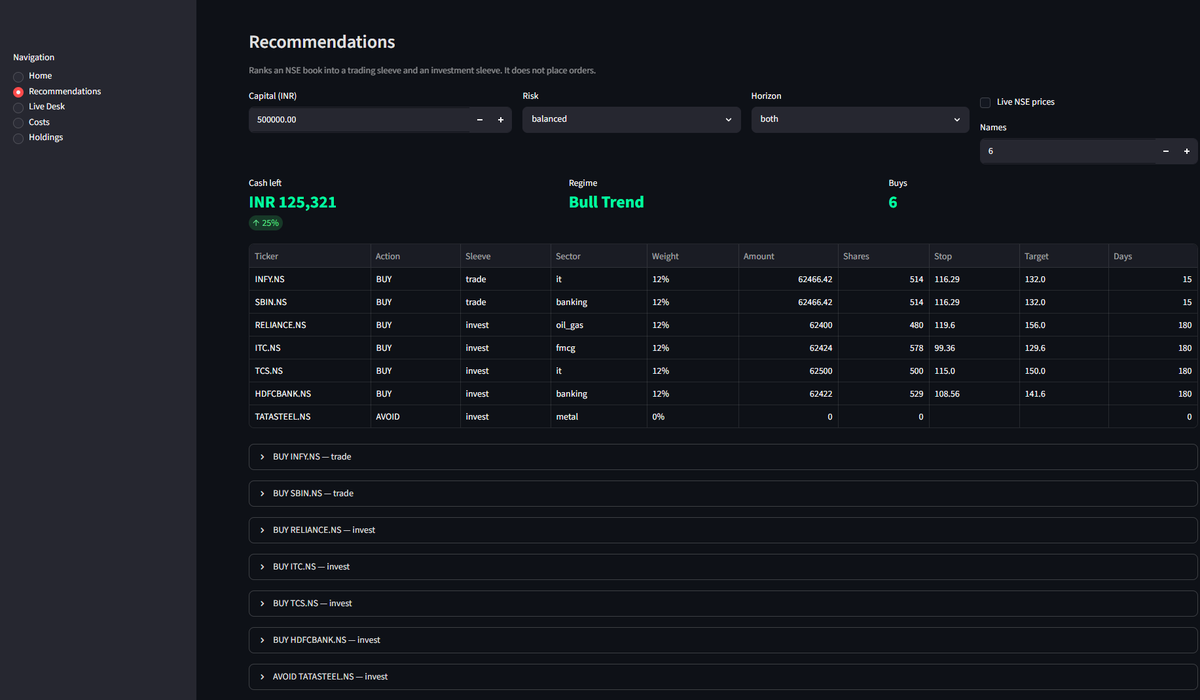 Navigation
Home
Recommendations
Live Desk
Costs
Holdings
Recommendations
Ranks an NSE book into a trading sleeve and an investment sleeve. It does not place orders.
Capital (INR) Risk Horizon Live NSE prices
500000.00 balanced both
Names
6
Cash left Regime Buys
INR 125,321 Bull Trend 6
↑ 25%
Ticker Action Sleeve Sector Weight Amount Shares Stop Target Days
INFY.NS BUY trade it 12% 62466.42 514 116.29 132.0 15
SBIN.NS BUY trade banking 12% 62466.42 514 116.29 132.0 15
RELIANCE.NS BUY invest oil_gas 12% 62400 480 119.6 156.0 180
ITC.NS BUY invest fmcg 12% 62424 578 99.36 129.6 180
TCS.NS BUY invest it 12% 62500 500 115.0 150.0 180
HDFCBANK.NS BUY invest banking 12% 62422 529 108.56 141.6 180
TATASTEEL.NS AVOID invest metal 0% 0 0 0
BUY INFY.NS — trade
BUY SBIN.NS — trade
BUY RELIANCE.NS — invest
BUY ITC.NS — invest
BUY TCS.NS — invest
BUY HDFCBANK.NS — invest
AVOID TATASTEEL.NS — invest